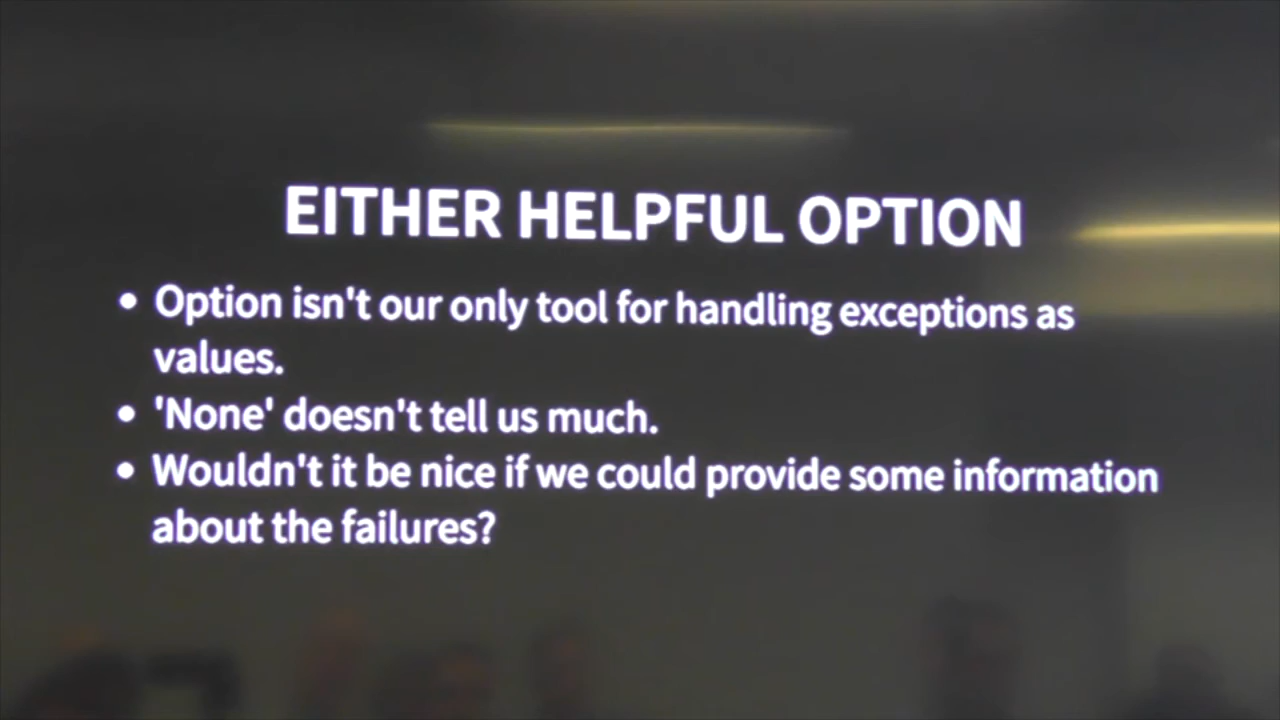 EITHER HELPFUL OPTION
• Option isn't our only tool for handling exceptions as
values.
• 'None' doesn't tell us much.
• Wouldn't it be nice if we could provide some information
about the failures?